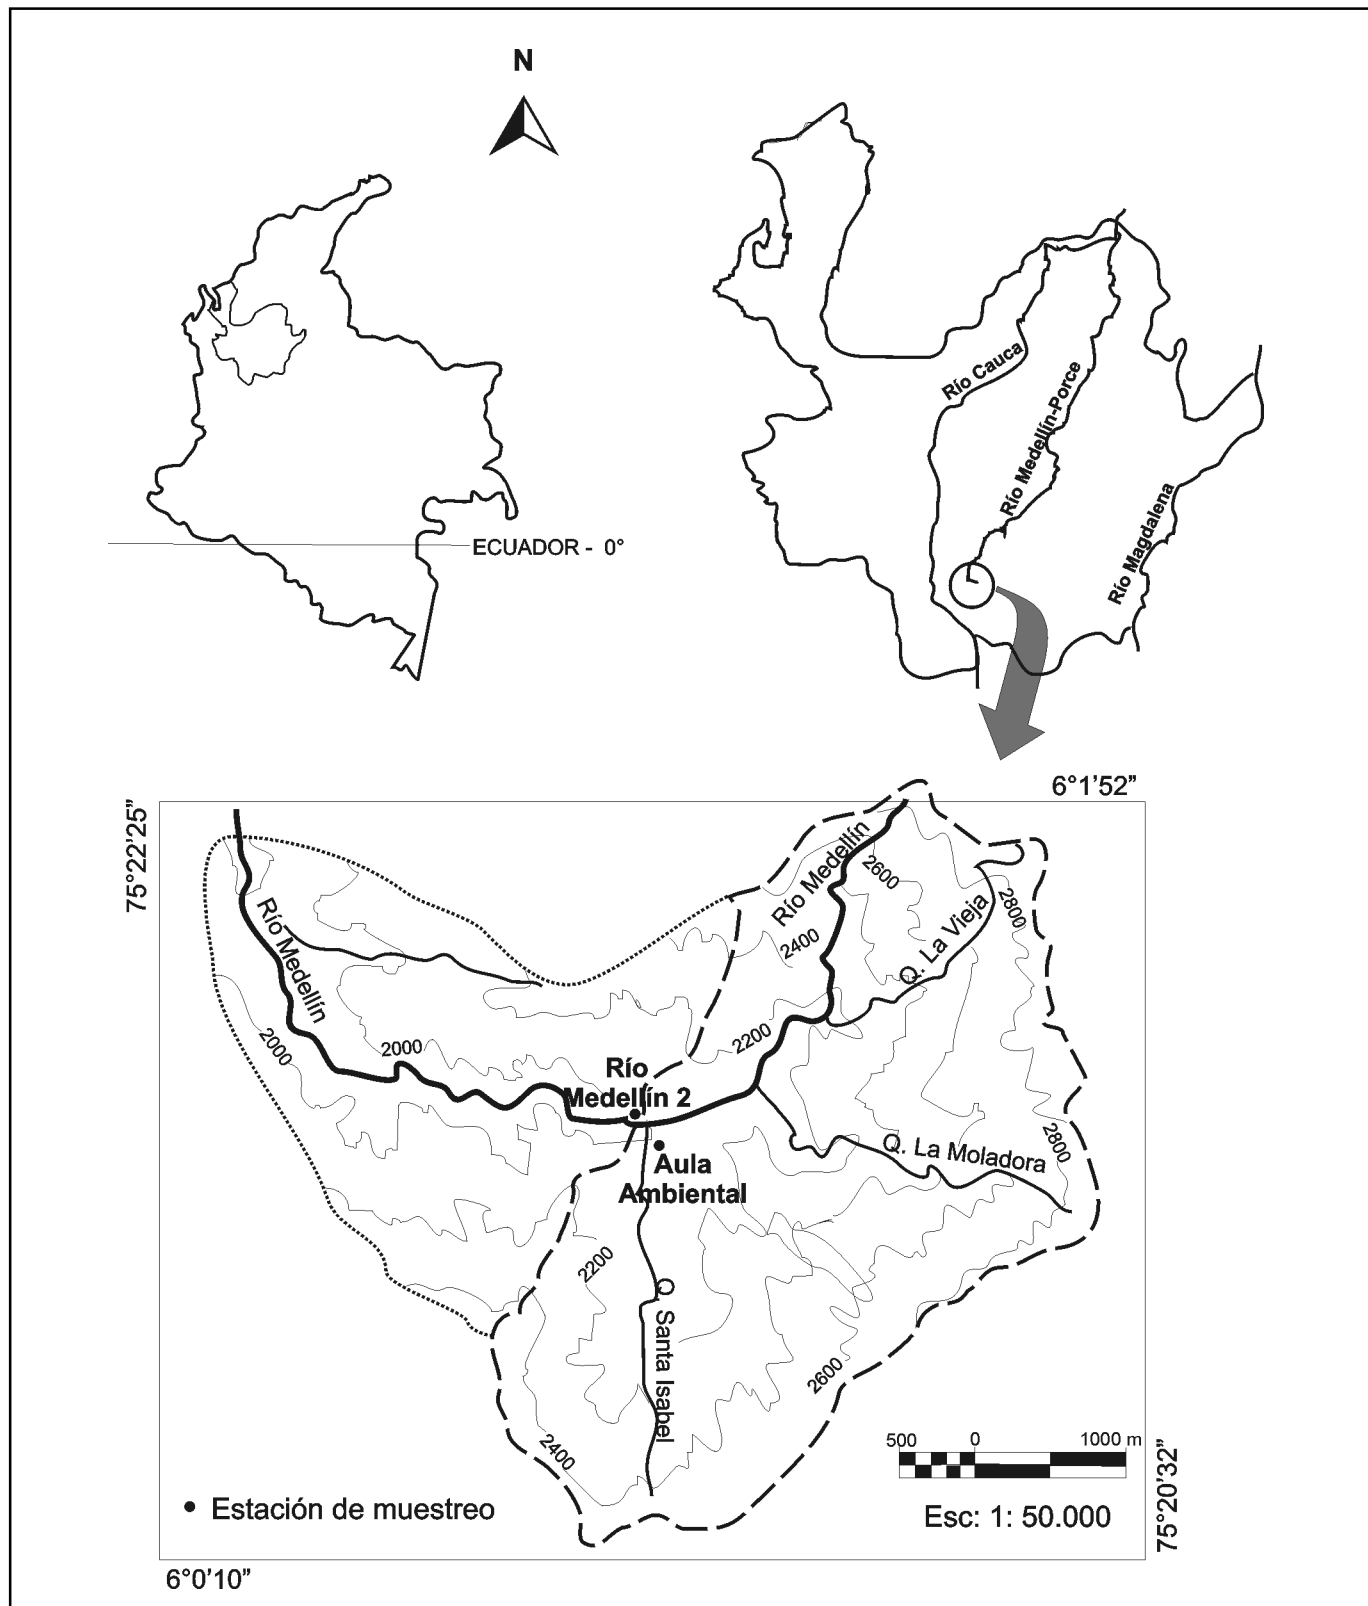 N
ECUADOR - 0°
Río Cauca
Río Medellín-Porce
Río Magdalena
6°1'52”
75°22'25”
Río Medellín
2600
2800
Río Medellín
2400
Q. La Vieja
2000
2000
2200
Río
Medellín 2
Q. La Moladora
2800
Aula
Ambiental
2200
Q. Santa Isabel
2600
2400
500 0 1000 m
Estación de muestreo
Esc: 1: 50.000
75°20'32”
6°0'10”